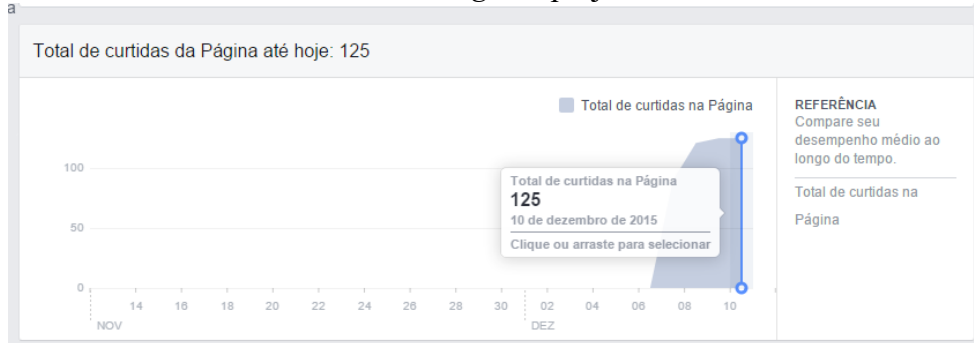 a
Total de curtidas da Página até hoje: 125
Total de curtidas na Página
REFERÊNCIA
Compare seu
desempenho médio ao
longo do tempo.
Total de curtidas na
Página
100
50
0
Total de curtidas na Página
125
10 de dezembro de 2015
Clique ou arraste para selecionar
14 16 18 20 22 24 26 28 30 02 04 06 08 10
NOV DEZ